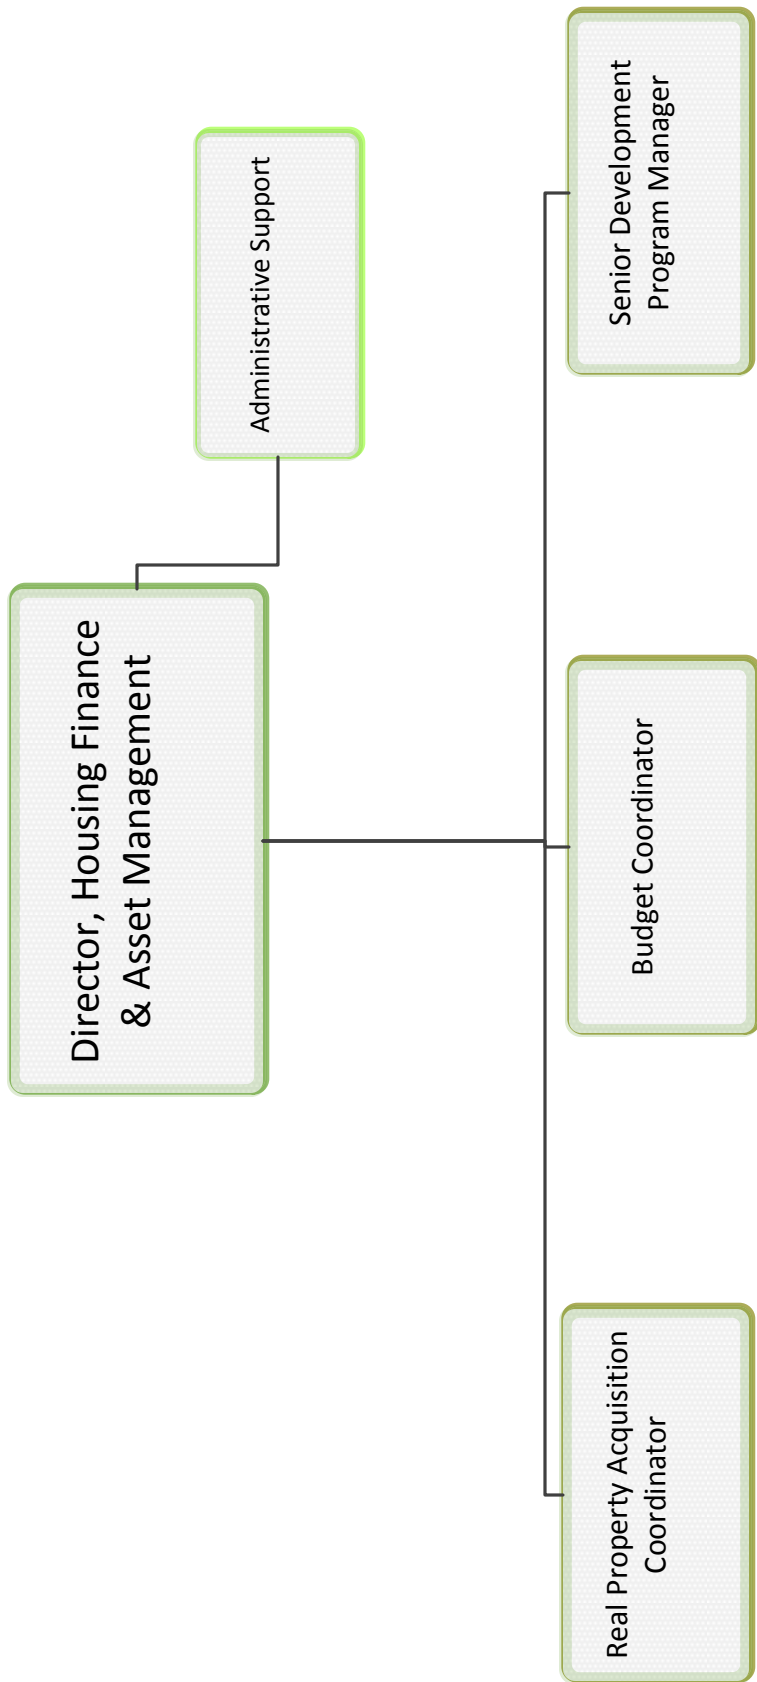 Director, Housing Finance
& Asset Management
Administrative Support
Real Property Acquisition
Coordinator
Budget Coordinator
Senior Development
Program Manager